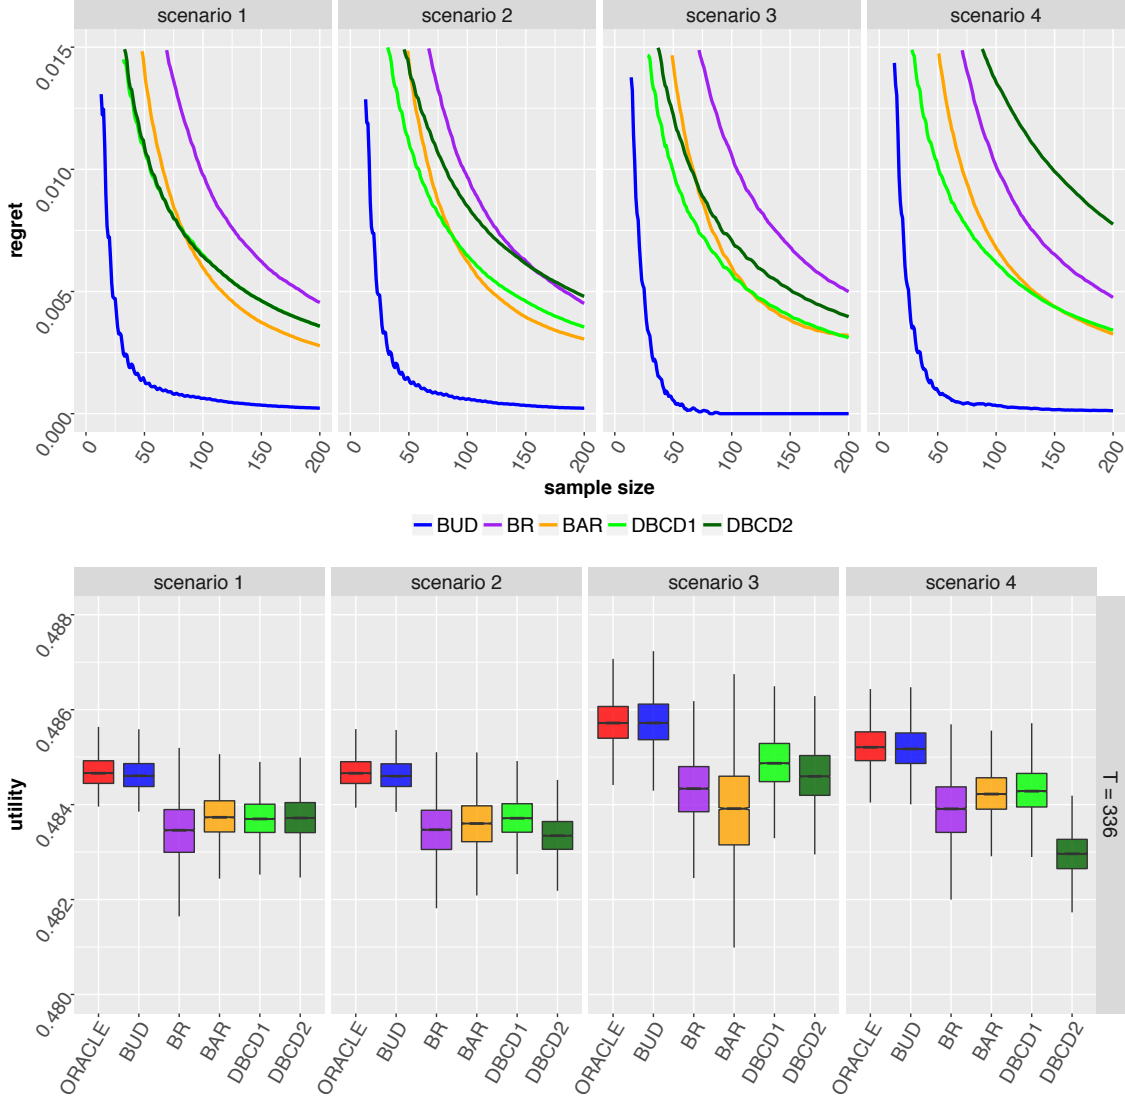 scenario 1 scenario 2 scenario 3 scenario 4
regret
0.015
0.010
0.005
0.000
0 50 100 150 200 0 50 100 150 200 0 50 100 150 200 0 50 100 150 200
sample size
BUD BR BAR DBCD1 DBCD2
scenario 1 scenario 2 scenario 3 scenario 4
utility
0.488
0.486
0.484
0.482
0.480
T = 336
ORACLE BUD BR BAR DBCD1 DBCD2 ORACLE BUD BR BAR DBCD1 DBCD2 ORACLE BUD BR BAR DBCD1 DBCD2 ORACLE BUD BR BAR DBCD1 DBCD2